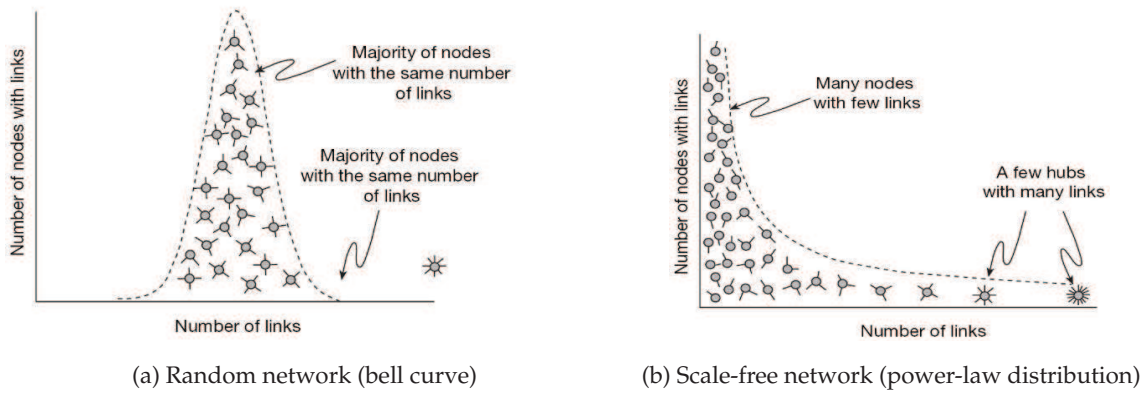 Number of nodes with links
Majority of nodes
with the same number
of links
Majority of nodes
with the same number
of links
Number of links
(a) Random network (bell curve)
Number of nodes with links
Many nodes
with few links
A few hubs
with many links
Number of links
(b) Scale-free network (power-law distribution)